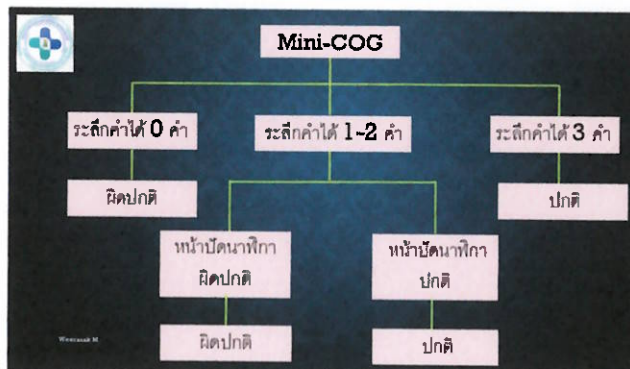 Mini-COG
ระลึกคำได้ 0 คำ
ระลึกคำได้ 1-2 คำ
ระลึกคำได้ 3 คำ
ผิดปกติ
ปกติ
หน้าปัดนาฬิกา
ผิดปกติ
หน้าปัดนาฬิกา
ปกติ
ผิดปกติ
ปกติ